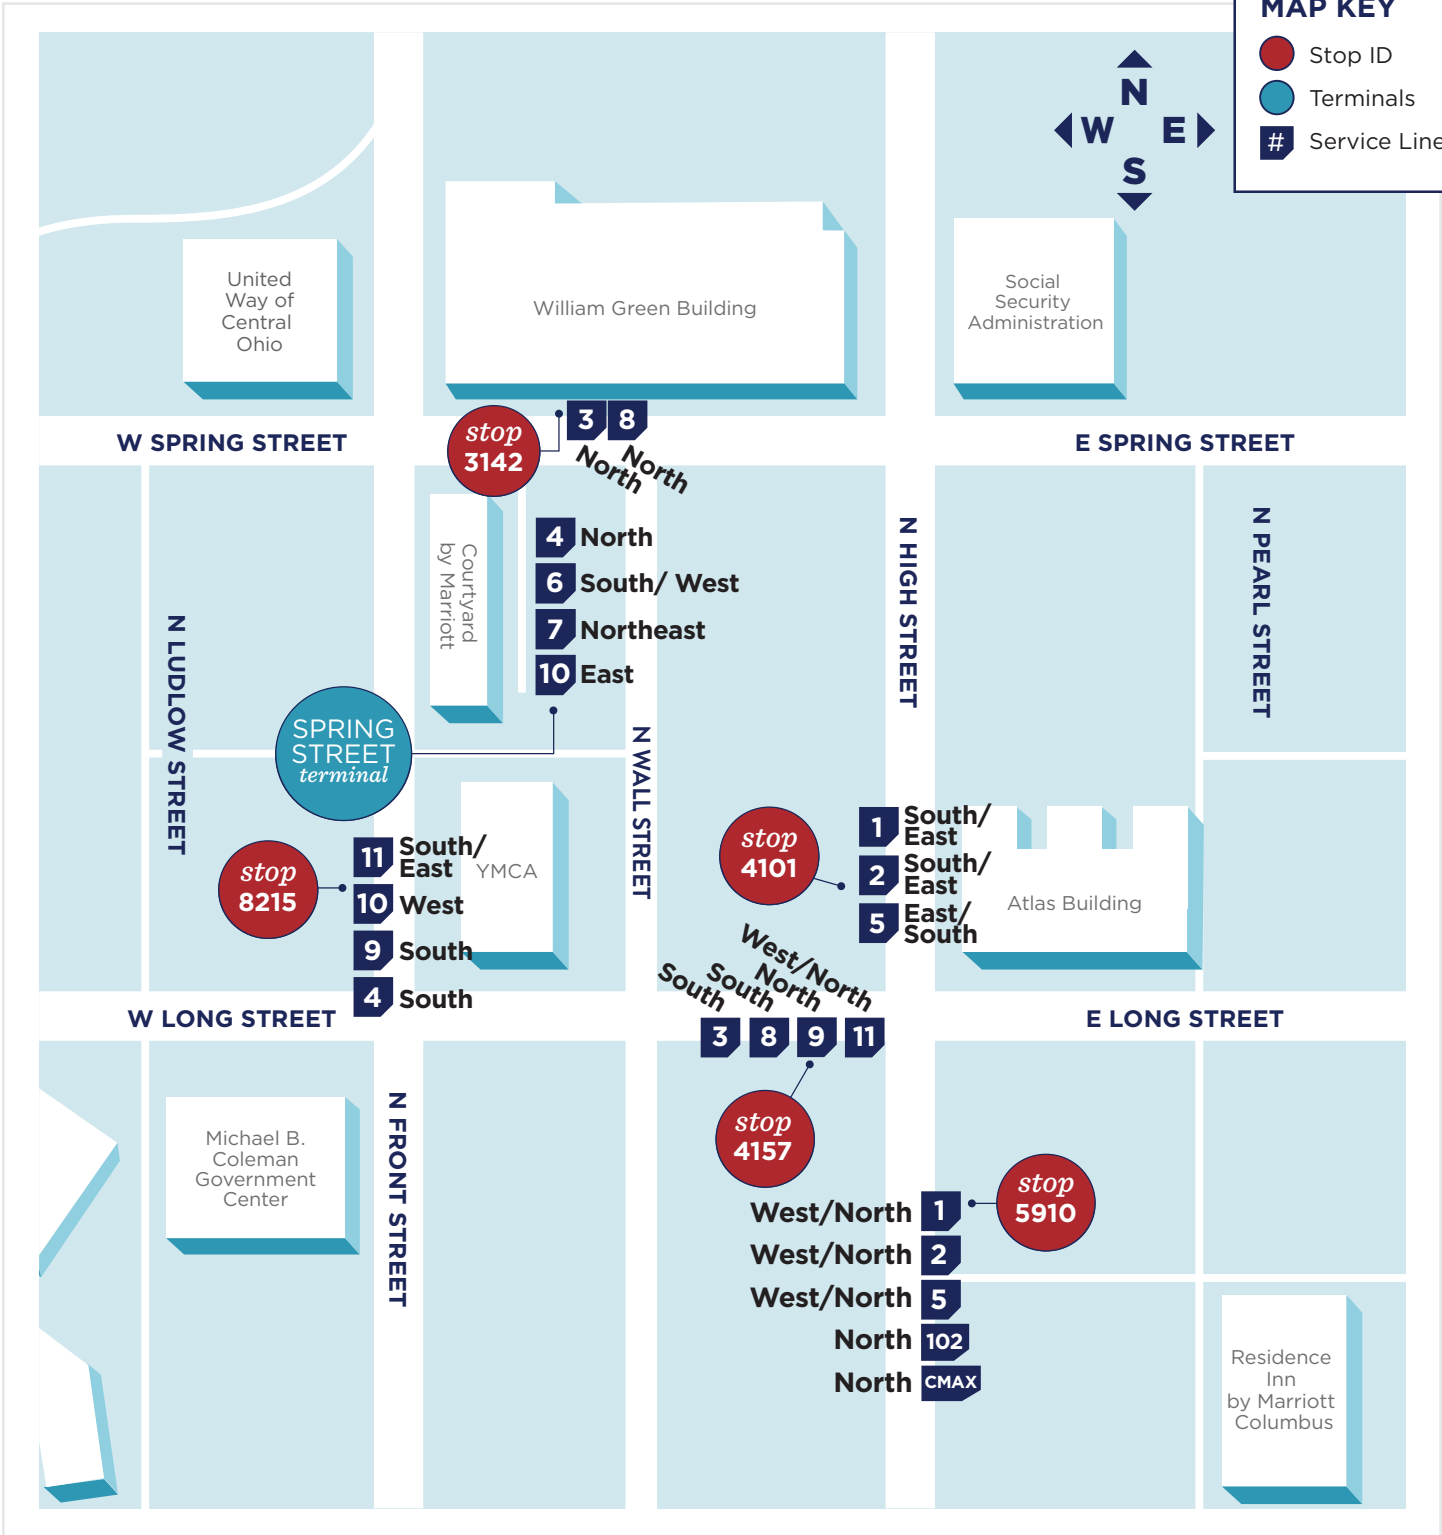 MAP KEY
Stop ID
Terminals
# Service Line
N
W E
S
United
Way of
Central
Ohio
William Green Building
Social
Security
Administration
W SPRING STREET
E SPRING STREET
stop
3142
3 8
North
North
4 North
6 South/ West
7 Northeast
10 East
Courtyard
by Marriott
N LUDLOW STREET
N HIGH STREET
N PEARL STREET
SPRING
STREET
terminal
N WALL STREET
stop
8215
11 South/
East
10 West
9 South
4 South
YMCA
stop
4101
1 South/
East
2 South/
East
5 East/
South
Atlas Building
W LONG STREET
E LONG STREET
South
South
North
West/North
3 8 9 11
stop
4157
Michael B.
Coleman
Government
Center
N FRONT STREET
stop
5910
West/North 1
West/North 2
West/North 5
North 102
North CMAX
Residence
Inn
by Marriott
Columbus